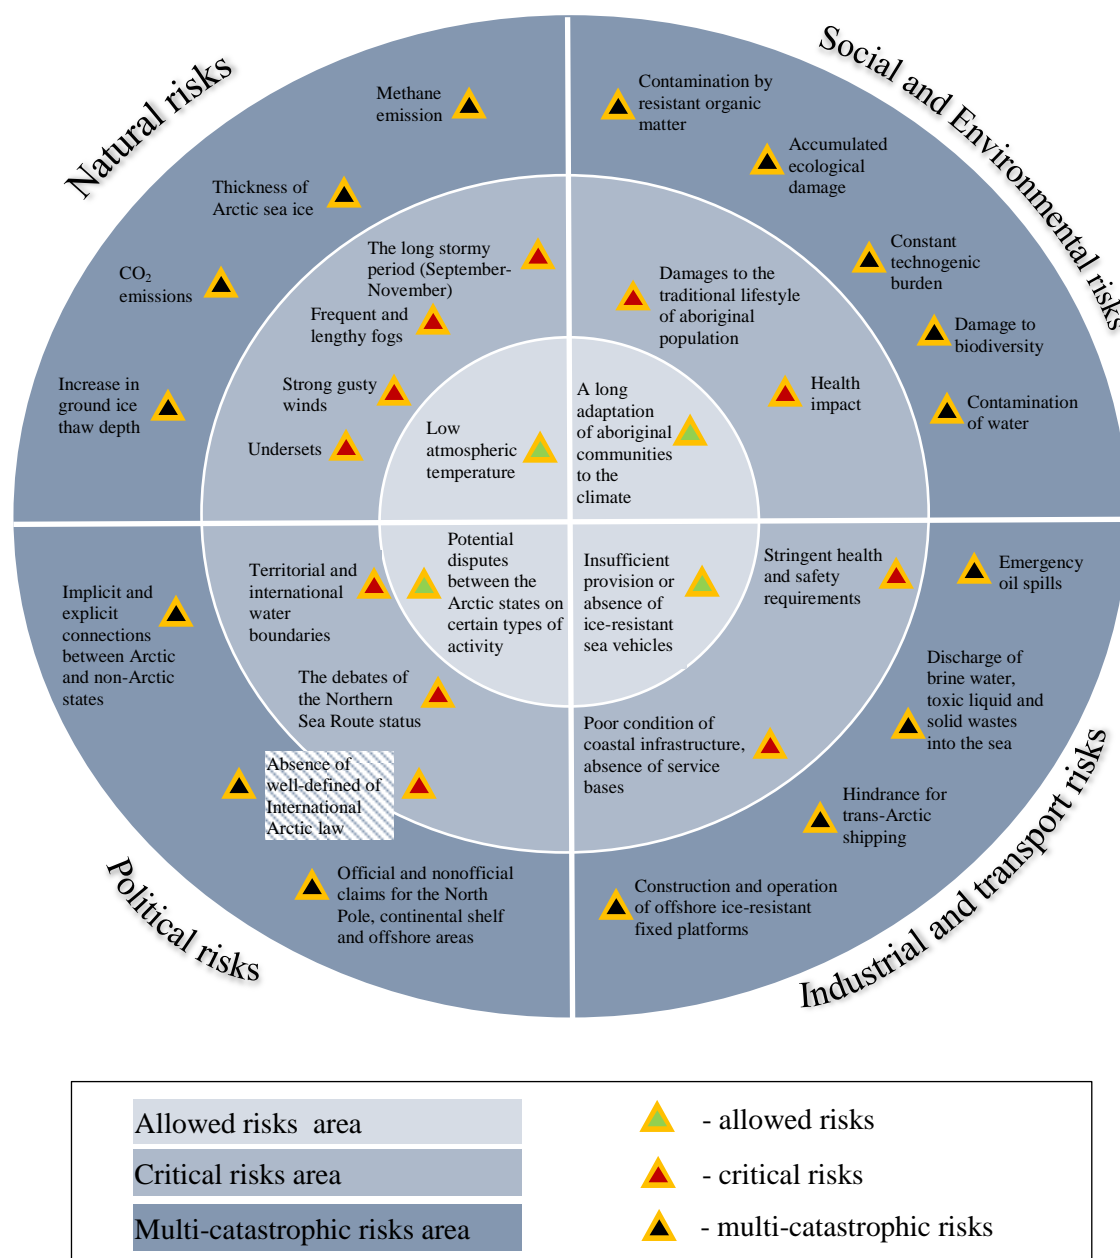 Natural risks
Methane
emission
Thickness of
Arctic sea ice
CO₂
emissions
Increase in
ground ice
thaw depth
The long stormy
period (September-
November)
Frequent and
lengthy fogs
Strong gusty
winds
Undersets
Low
atmospheric
temperature
Social and Environmental risks
Contamination by
resistant organic
matter
Accumulated
ecological
damage
Constant
technogenic
burden
Damage to
biodiversity
Contamination
of water
Damages to the
traditional lifestyle
of aboriginal
population
Health
impact
A long
adaptation
of aboriginal
communities
to the
climate
Political risks
Implicit and
explicit
connections
between Arctic
and non-Arctic
states
Territorial and
international
water
boundaries
Potential
disputes
between the
Arctic states on
certain types of
activity
The debates of
the Northern
Sea Route status
Absence of
well-defined of
International
Arctic law
Official and nonofficial
claims for the North
Pole, continental shelf
and offshore areas
Industrial and transport risks
Insufficient
provision or
absence of
ice-resistant
sea vehicles
Stringent health
and safety
requirements
Emergency
oil spills
Discharge of
brine water,
toxic liquid and
solid wastes
into the sea
Poor condition of
coastal infrastructure,
absence of service
bases
Hindrance for
trans-Arctic
shipping
Construction and operation
of offshore ice-resistant
fixed platforms
Allowed risks area
Critical risks area
Multi-catastrophic risks area
- allowed risks
- critical risks
- multi-catastrophic risks